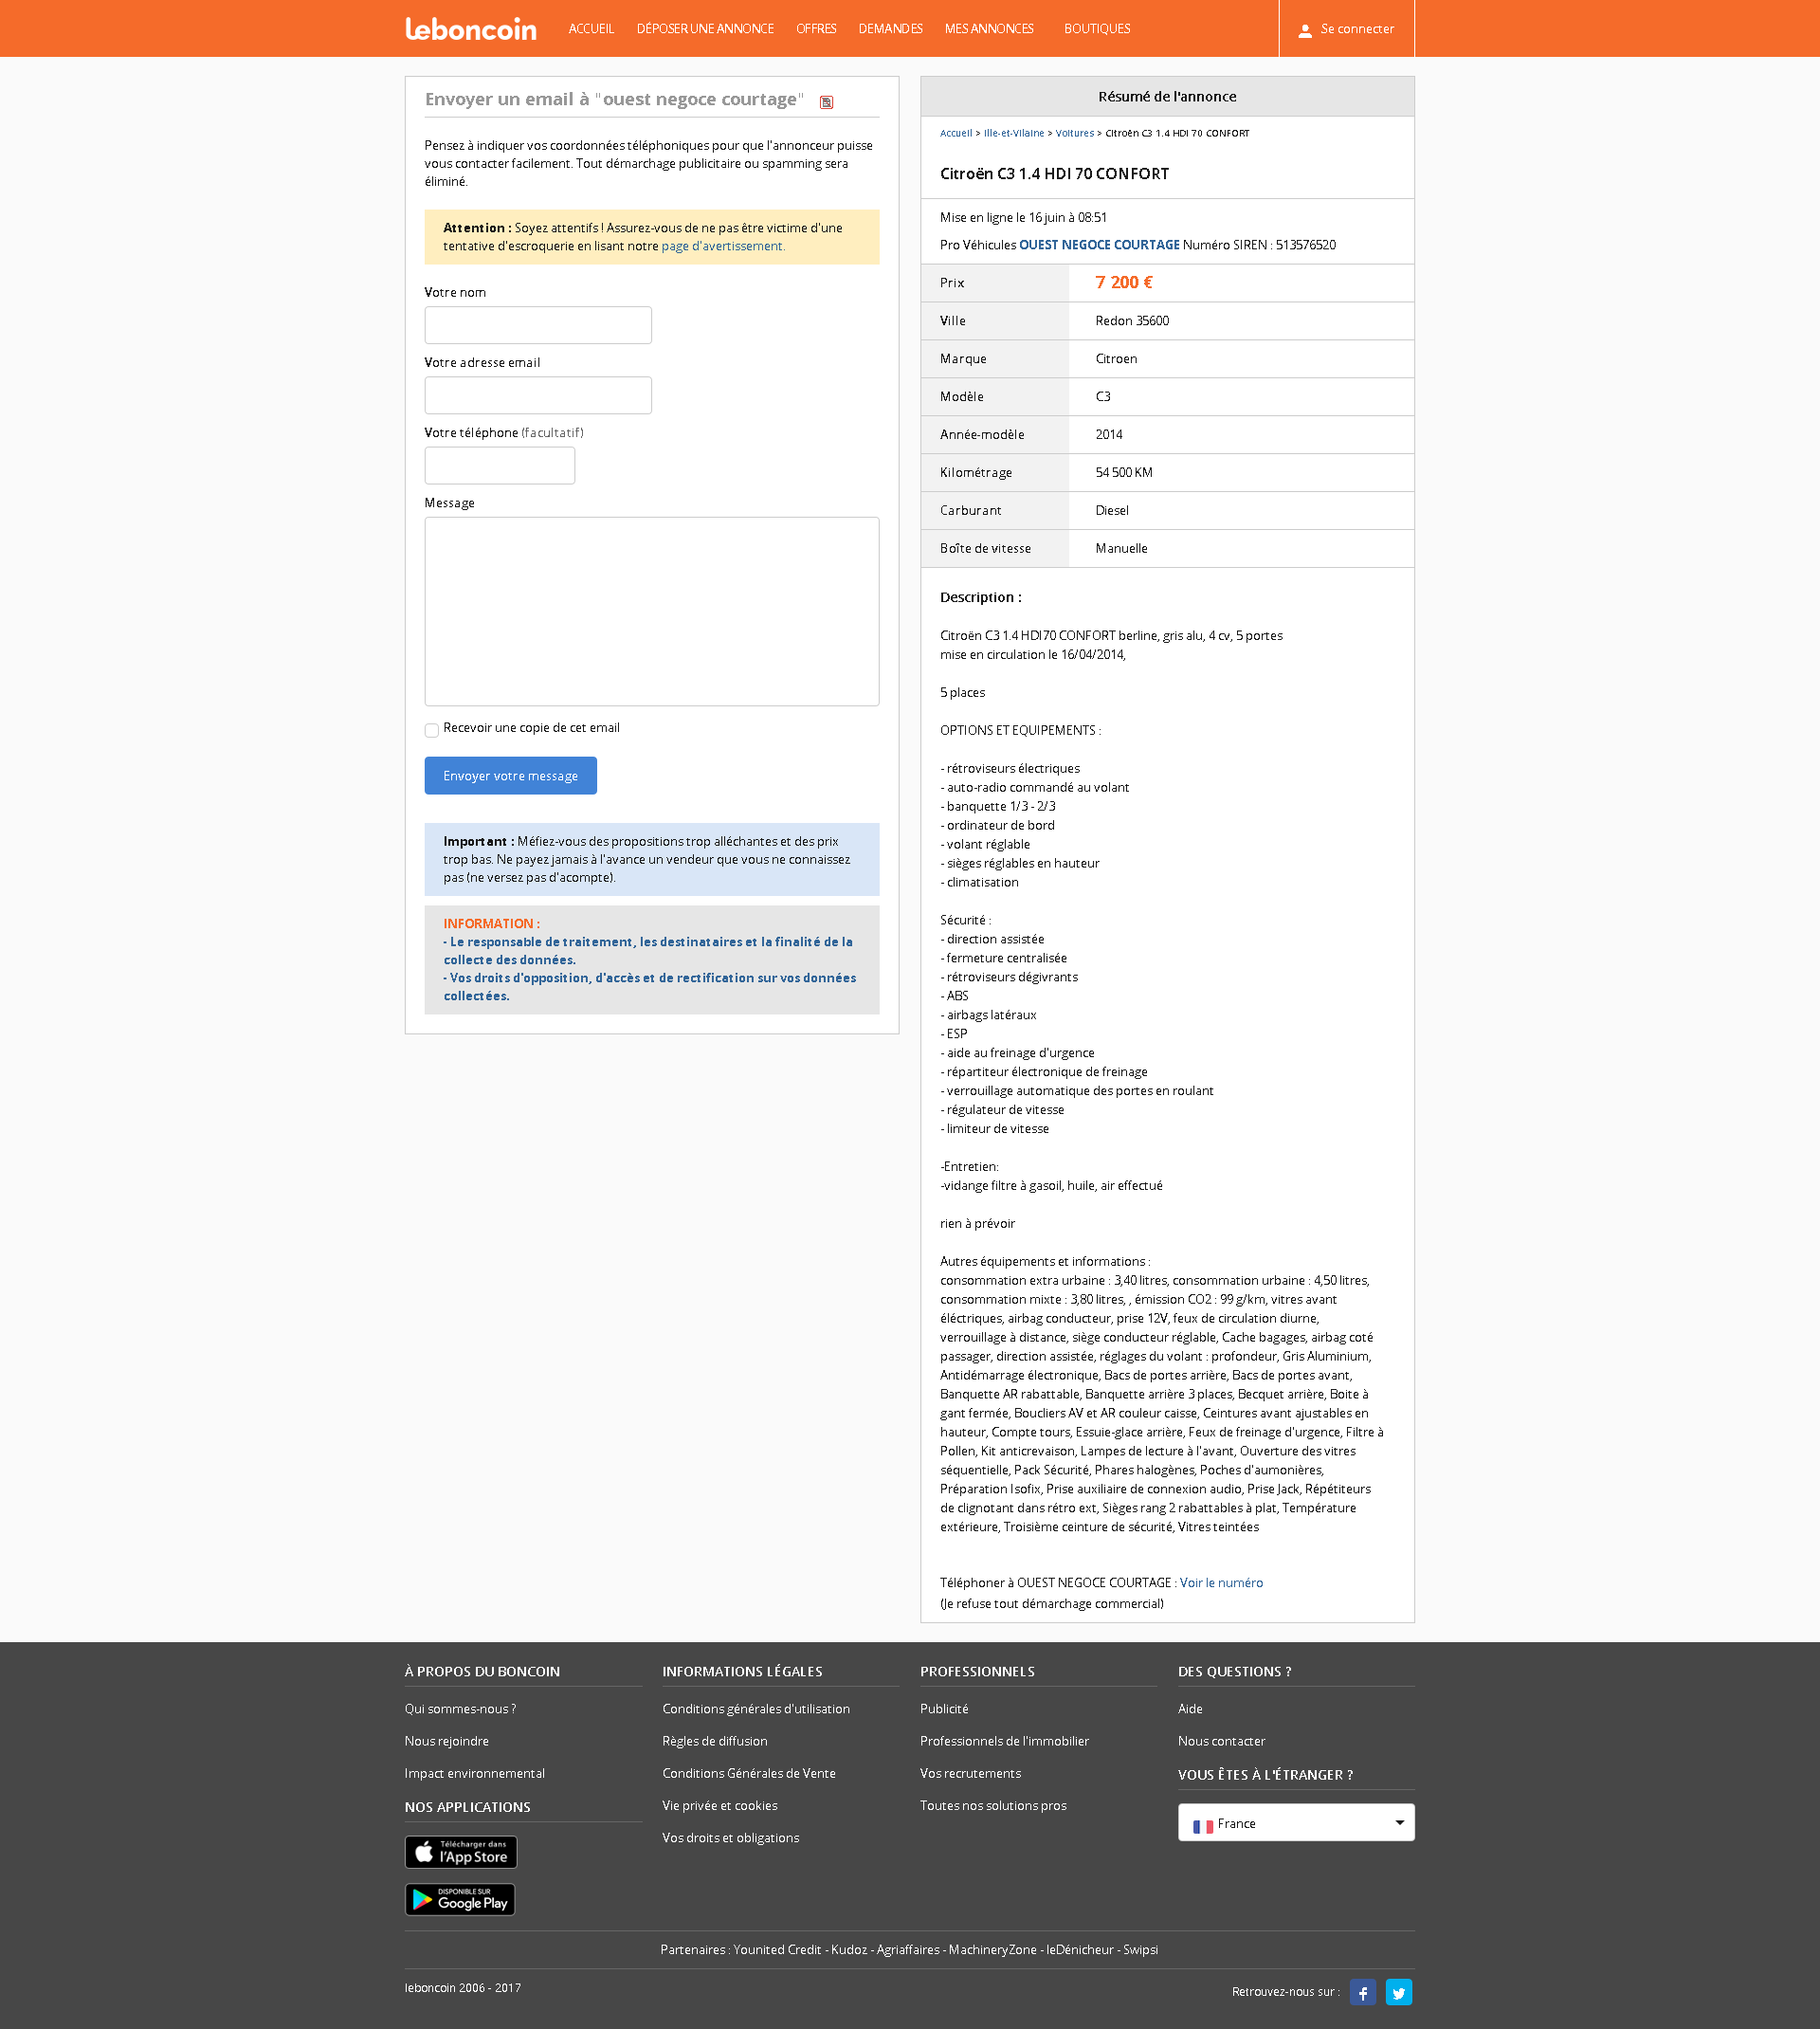 leboncoin
ACCUEIL
DÉPOSER UNE ANNONCE
OFFRES
DEMANDES
MES ANNONCES
BOUTIQUES
Se connecter
Envoyer un email à "ouest negoce courtage"
Pensez à indiquer vos coordonnées téléphoniques pour que l'annonceur puisse
vous contacter facilement. Tout démarchage publicitaire ou spamming sera
éliminé.
Attention : Soyez attentifs ! Assurez-vous de ne pas être victime d'une
tentative d'escroquerie en lisant notre page d'avertissement.
Votre nom
Votre adresse email
Votre téléphone (facultatif)
Message
Recevoir une copie de cet email
Envoyer votre message
Important : Méfiez-vous des propositions trop alléchantes et des prix
trop bas. Ne payez jamais à l'avance un vendeur que vous ne connaissez
pas (ne versez pas d'acompte).
INFORMATION :
- Le responsable de traitement, les destinataires et la finalité de la
collecte des données.
- Vos droits d'opposition, d'accès et de rectification sur vos données
collectées.
Résumé de l'annonce
Accueil > Ille-et-Vilaine > Voitures > Citroën C3 1.4 HDI 70 CONFORT
Citroën C3 1.4 HDI 70 CONFORT
Mise en ligne le 16 juin à 08:51
Pro Véhicules OUEST NEGOCE COURTAGE Numéro SIREN : 513576520
Prix 7 200 €
Ville Redon 35600
Marque Citroen
Modèle C3
Année-modèle 2014
Kilométrage 54 500 KM
Carburant Diesel
Boîte de vitesse Manuelle
Description :
Citroën C3 1.4 HDI70 CONFORT berline, gris alu, 4 cv, 5 portes
mise en circulation le 16/04/2014,
5 places
OPTIONS ET EQUIPEMENTS :
- rétroviseurs électriques
- auto-radio commandé au volant
- banquette 1/3 - 2/3
- ordinateur de bord
- volant réglable
- sièges réglables en hauteur
- climatisation
Sécurité :
- direction assistée
- fermeture centralisée
- rétroviseurs dégivrants
- ABS
- airbags latéraux
- ESP
- aide au freinage d'urgence
- répartiteur électronique de freinage
- verrouillage automatique des portes en roulant
- régulateur de vitesse
- limiteur de vitesse
-Entretien:
-vidange filtre à gasoil, huile, air effectué
rien à prévoir
Autres équipements et informations :
consommation extra urbaine : 3,40 litres, consommation urbaine : 4,50 litres,
consommation mixte : 3,80 litres, , émission CO2 : 99 g/km, vitres avant
éléctriques, airbag conducteur, prise 12V, feux de circulation diurne,
verrouillage à distance, siège conducteur réglable, Cache bagages, airbag coté
passager, direction assistée, réglages du volant : profondeur, Gris Aluminium,
Antidémarrage électronique, Bacs de portes arrière, Bacs de portes avant,
Banquette AR rabattable, Banquette arrière 3 places, Becquet arrière, Boite à
gant fermée, Boucliers AV et AR couleur caisse, Ceintures avant ajustables en
hauteur, Compte tours, Essuie-glace arrière, Feux de freinage d'urgence, Filtre à
Pollen, Kit anticrevaison, Lampes de lecture à l'avant, Ouverture des vitres
séquentielle, Pack Sécurité, Phares halogènes, Poches d'aumonières,
Préparation Isofix, Prise auxiliaire de connexion audio, Prise Jack, Répétiteurs
de clignotant dans rétro ext, Sièges rang 2 rabattables à plat, Température
extérieure, Troisième ceinture de sécurité, Vitres teintées
Téléphoner à OUEST NEGOCE COURTAGE : Voir le numéro
(Je refuse tout démarchage commercial)
À PROPOS DU BONCOIN
Qui sommes-nous ?
Nous rejoindre
Impact environnemental
NOS APPLICATIONS
Télécharger dans
l'App Store
DISPONIBLE SUR
Google Play
INFORMATIONS LÉGALES
Conditions générales d'utilisation
Règles de diffusion
Conditions Générales de Vente
Vie privée et cookies
Vos droits et obligations
PROFESSIONNELS
Publicité
Professionnels de l'immobilier
Vos recrutements
Toutes nos solutions pros
DES QUESTIONS ?
Aide
Nous contacter
VOUS ÊTES À L'ÉTRANGER ?
France
Partenaires : Younited Credit - Kudoz - Agriaffaires - MachineryZone - leDénicheur - Swipsi
leboncoin 2006 - 2017
Retrouvez-nous sur :